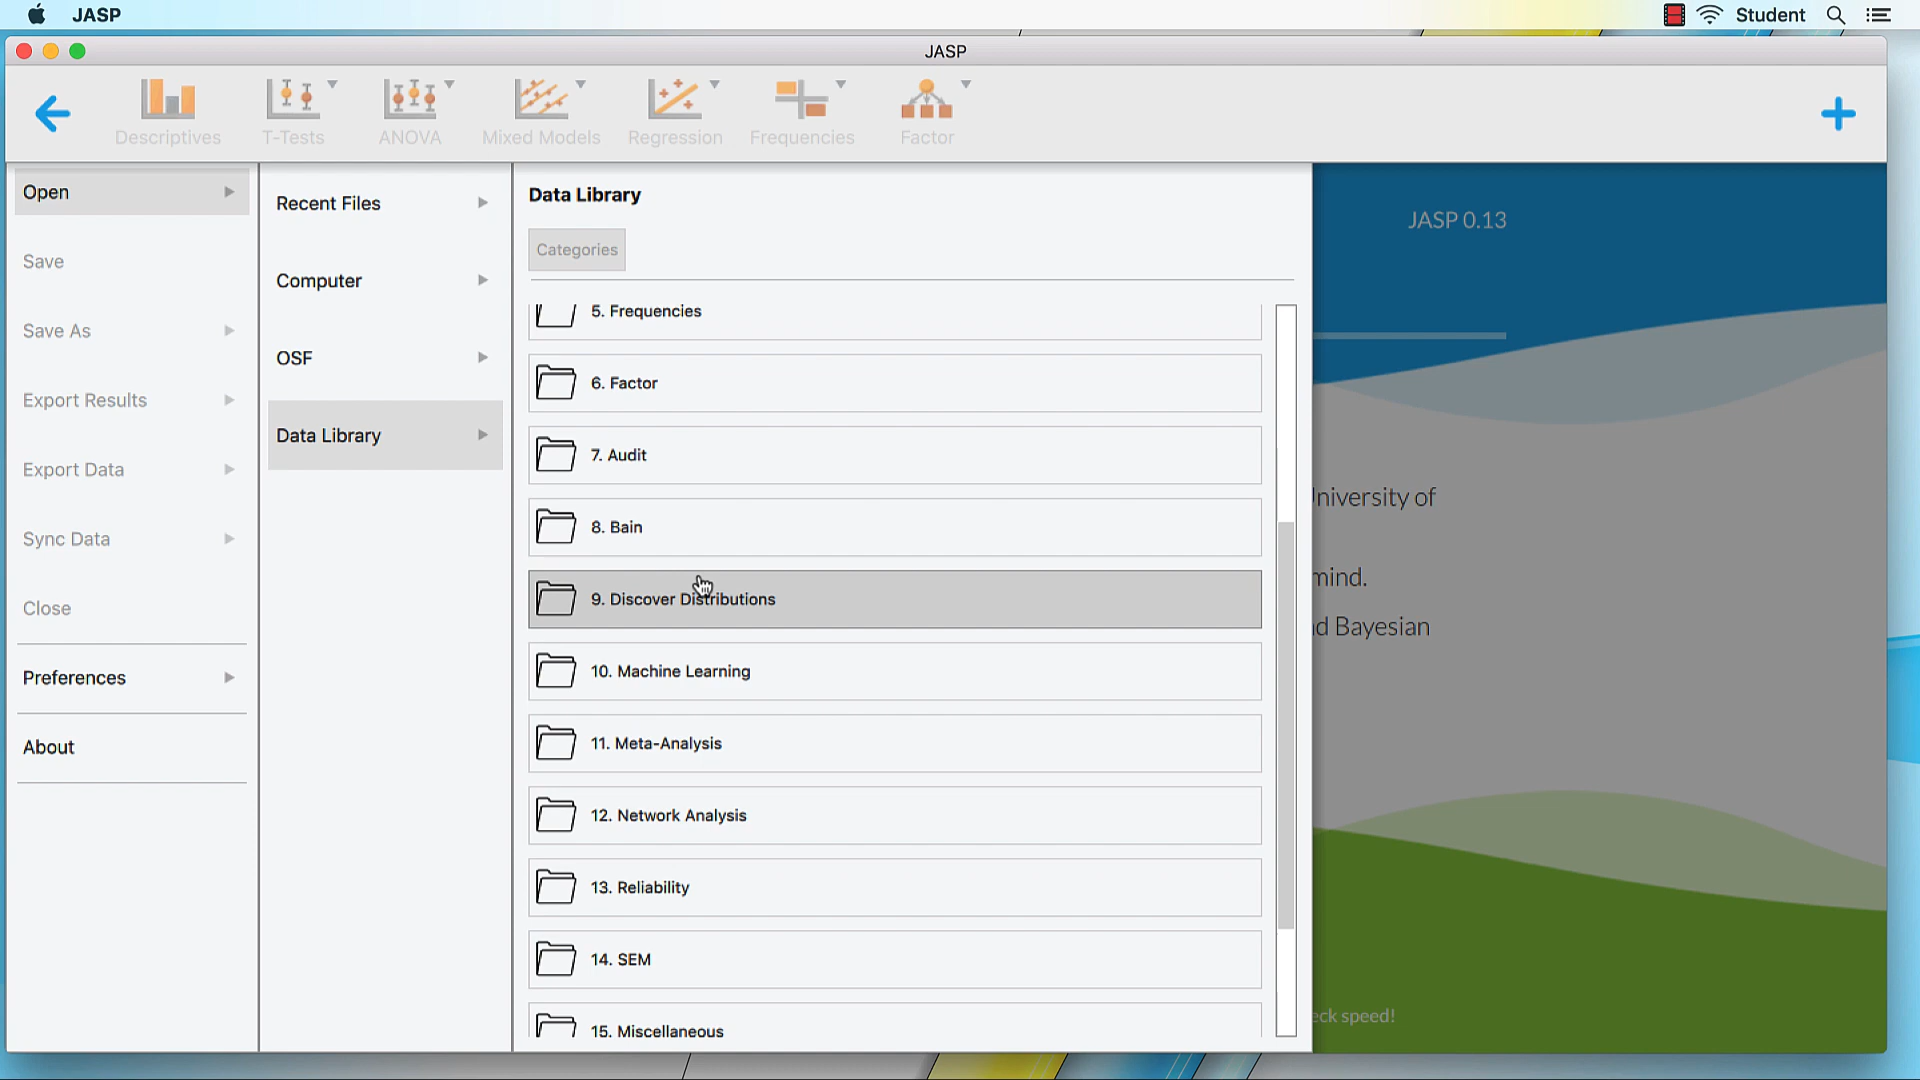 JASP
Student
JASP
Descriptives
T-Tests
ANOVA
Mixed Models
Regression
Frequencies
Factor
Open
Save
Save As
Export Results
Export Data
Sync Data
Close
Preferences
About
Recent Files
Computer
OSF
Data Library
Data Library
Categories
5. Frequencies
6. Factor
7. Audit
8. Bain
9. Discover Distributions
10. Machine Learning
11. Meta-Analysis
12. Network Analysis
13. Reliability
14. SEM
15. Miscellaneous
JASP 0.13
University of
mind.
d Bayesian
eck speed!